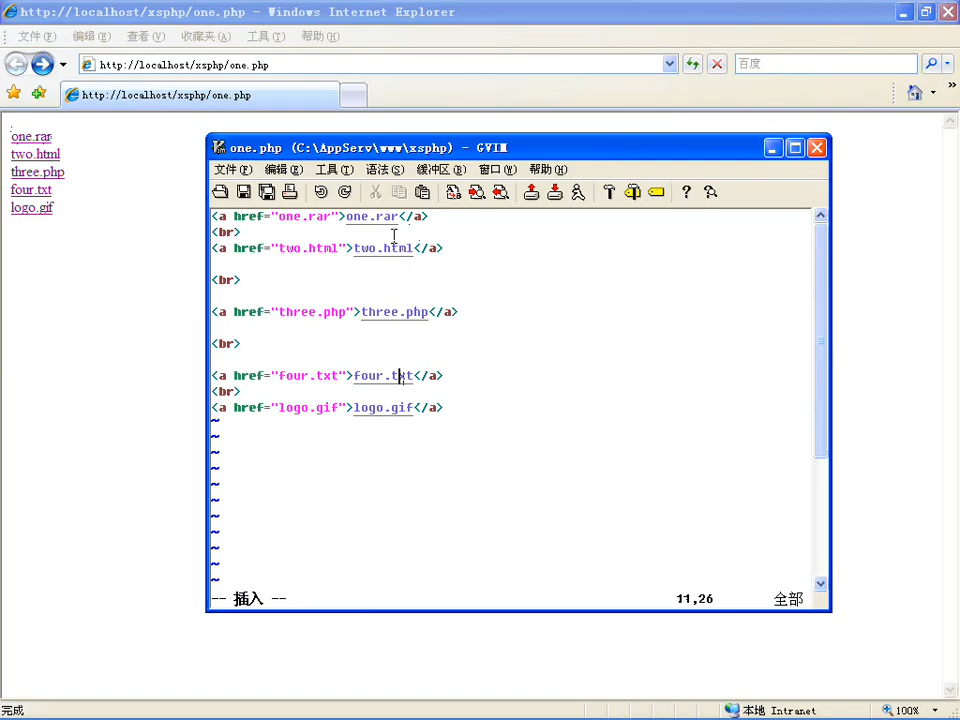 http://localhost/xsphp/one.php - Windows Internet Explorer
文件(F) 编辑(E) 查看(V) 收藏夹(A) 工具(T) 帮助(H)
http://localhost/xsphp/one.php 百度
http://localhost/xsphp/one.php
one.rar
two.html
three.php
four.txt
logo.gif
one.php (C:\AppServ\www\xsphp) - GVIM
文件(F) 编辑(E) 工具(T) 语法(S) 缓冲区(B) 窗口(W) 帮助(H)
<a href="one.rar">one.rar</a>
<br>
<a href="two.html">two.html</a>
<br>
<a href="three.php">three.php</a>
<br>
<a href="four.txt">four.txt</a>
<br>
<a href="logo.gif">logo.gif</a>
~
~
~
~
~
~
~
~
~
~
~
-- 插入 -- 11,26 全部
完成 本地 Intranet 100%